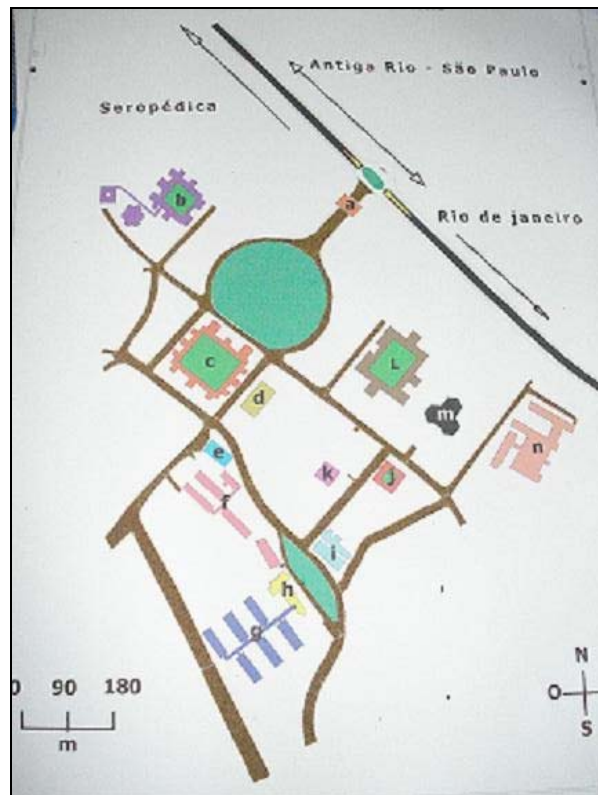 Antiga Rio - São Paulo
Seropédica
a
b
Rio de janeiro
c
L
d
m
e
n
k
j
f
i
h
g
0 90 180
m
N
O
S